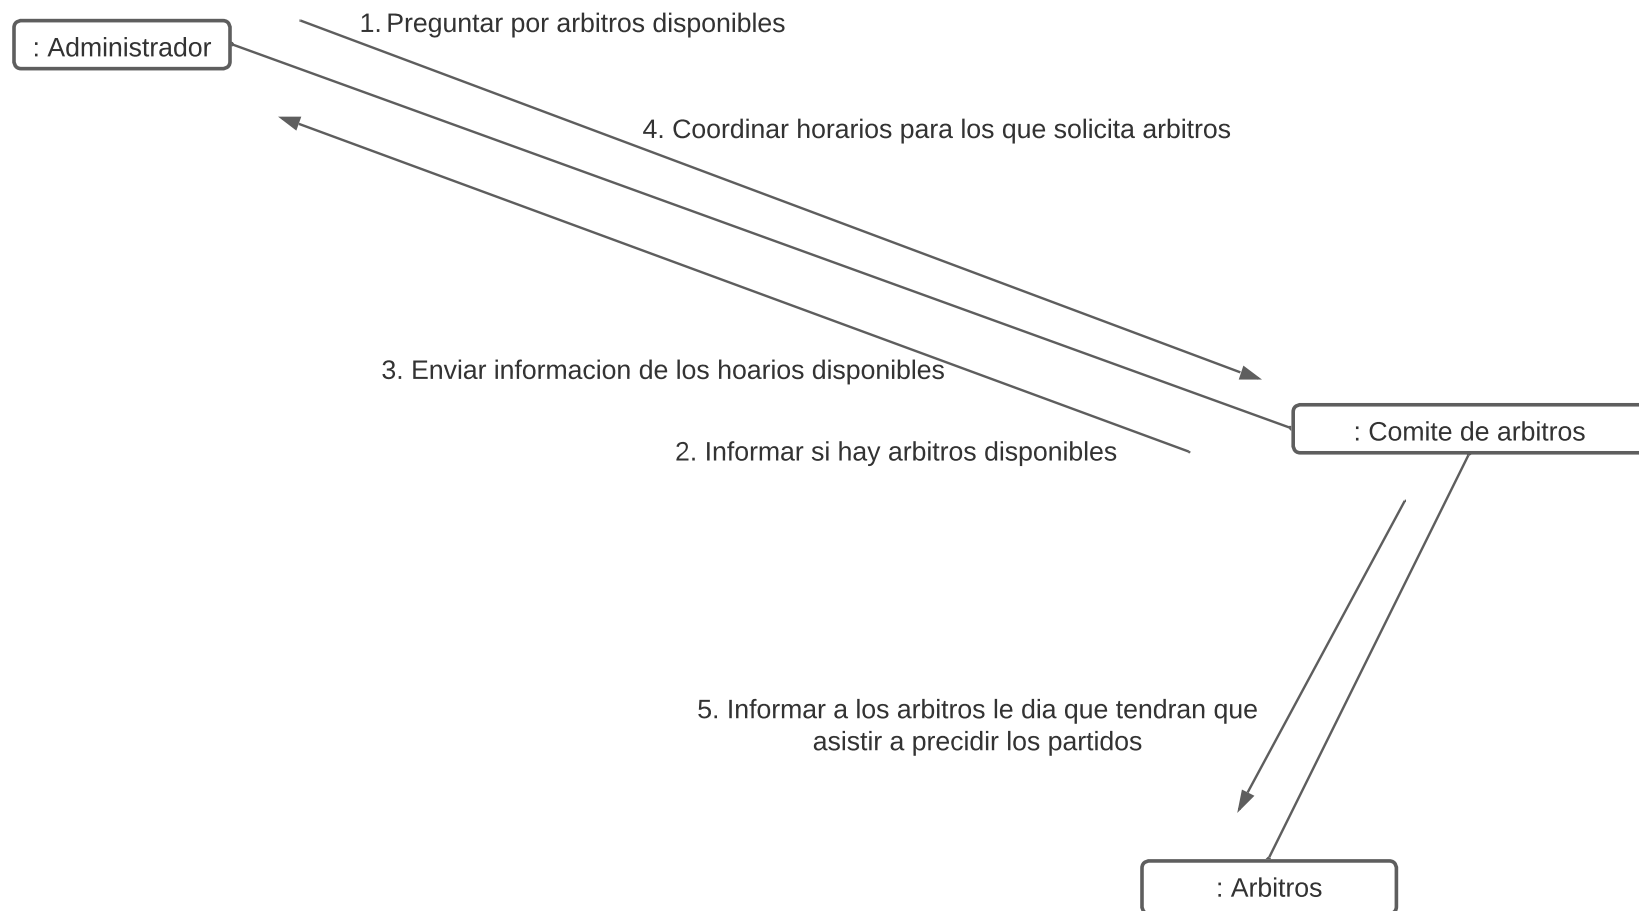 1. Preguntar por arbitros disponibles
: Administrador
4. Coordinar horarios para los que solicita arbitros
3. Enviar informacion de los hoarios disponibles
: Comite de arbitros
2. Informar si hay arbitros disponibles
5. Informar a los arbitros le dia que tendran que
asistir a precidir los partidos
: Arbitros